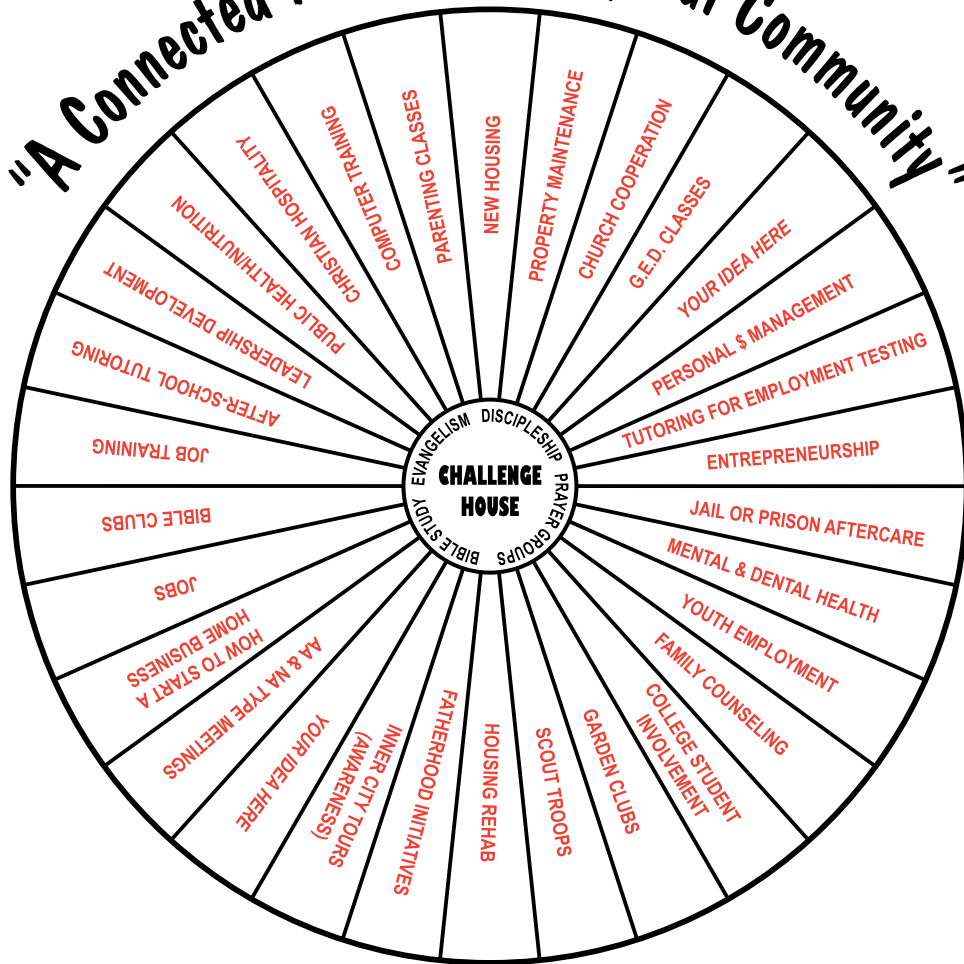 "A Connected
Community"
NEW HOUSING
PROPERTY MAINTENANCE
CHURCH COOPERATION
G.E.D. CLASSES
YOUR IDEA HERE
PERSONAL $ MANAGEMENT
TUTORING FOR EMPLOYMENT TESTING
ENTREPRENEURSHIP
JAIL OR PRISON AFTERCARE
MENTAL & DENTAL HEALTH
YOUTH EMPLOYMENT
FAMILY COUNSELING
COLLEGE STUDENT
INVOLVEMENT
GARDEN CLUBS
SCOUT TROOPS
HOUSING REHAB
FATHERHOOD INITIATIVES
INNER CITY TOURS
(AWARENESS)
YOUR IDEA HERE
AA & NA TYPE MEETINGS
HOW TO START A
HOME BUSINESS
JOBS
BIBLE CLUBS
JOB TRAINING
AFTER-SCHOOL TUTORING
LEADERSHIP DEVELOPMENT
PUBLIC HEALTH/NUTRITION
CHRISTIAN HOSPITALITY
COMPUTER TRAINING
PARENTING CLASSES
EVANGELISM
DISCIPLESHIP
PRAYER GROUPS
BIBLE STUDY
CHALLENGE
HOUSE